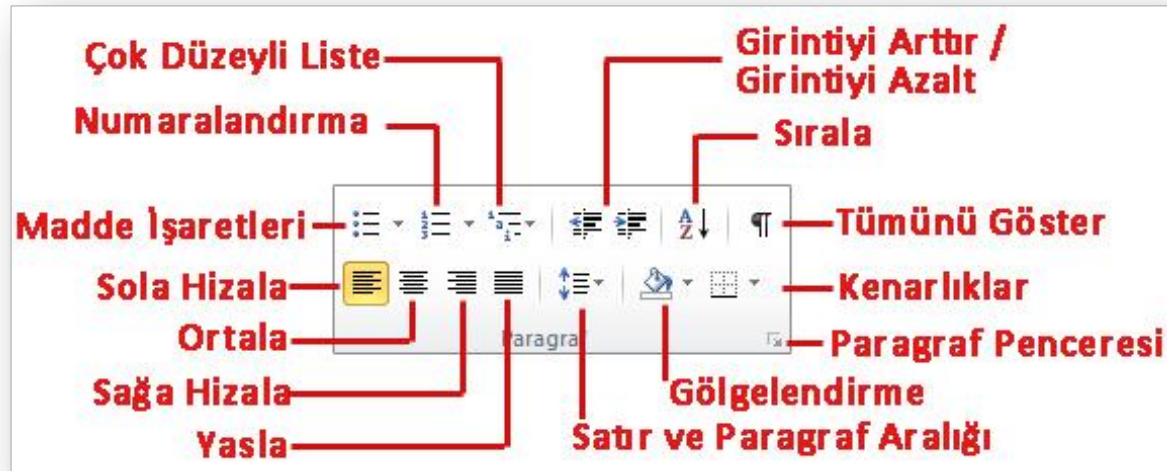 Çok Düzeyli Liste
Girintiyi Arttır /
Girintiyi Azalt
Numaralandırma
Sırala
Madde İşaretleri
Tümünü Göster
Sola Hizala
Kenarlıklar
Ortala
Paragraf
Paragraf Penceresi
Sağa Hizala
Gölgelendirme
Yasla
Satır ve Paragraf Aralığı